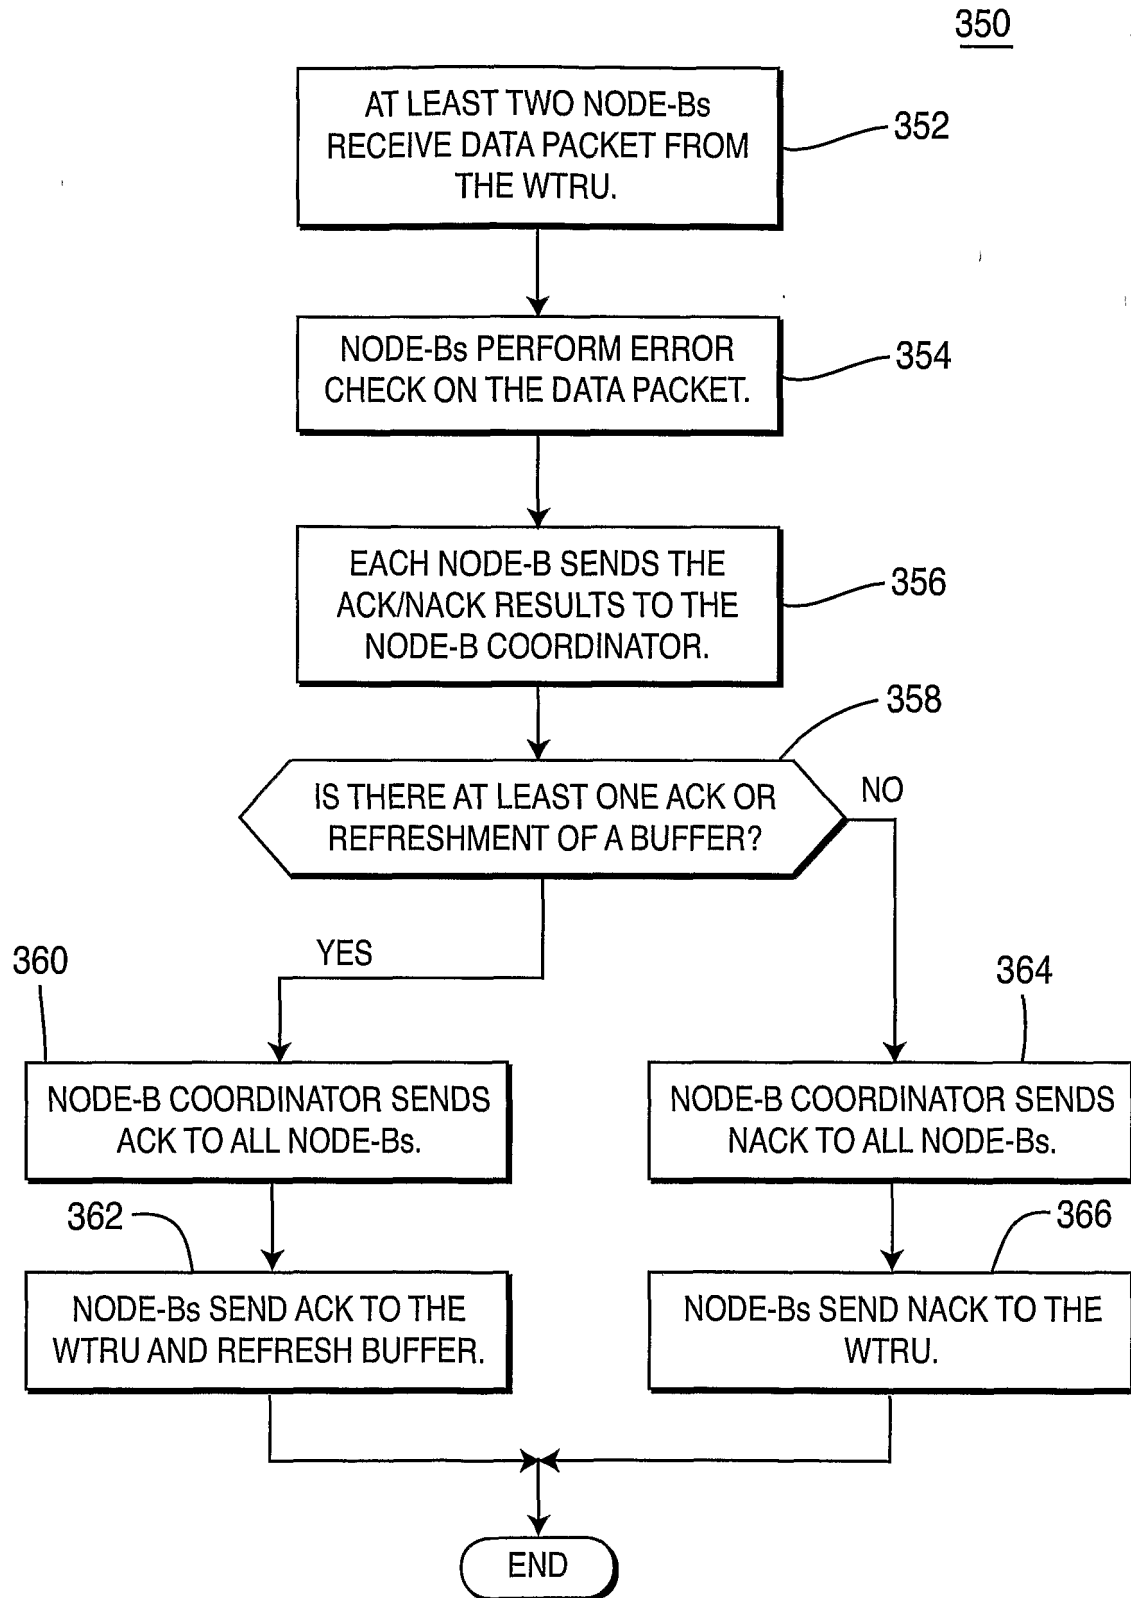 350
AT LEAST TWO NODE-Bs
RECEIVE DATA PACKET FROM
THE WTRU.
352
NODE-Bs PERFORM ERROR
CHECK ON THE DATA PACKET.
354
EACH NODE-B SENDS THE
ACK/NACK RESULTS TO THE
NODE-B COORDINATOR.
356
358
IS THERE AT LEAST ONE ACK OR
REFRESHMENT OF A BUFFER?
NO
YES
360
364
NODE-B COORDINATOR SENDS
ACK TO ALL NODE-Bs.
NODE-B COORDINATOR SENDS
NACK TO ALL NODE-Bs.
362
366
NODE-Bs SEND ACK TO THE
WTRU AND REFRESH BUFFER.
NODE-Bs SEND NACK TO THE
WTRU.
END